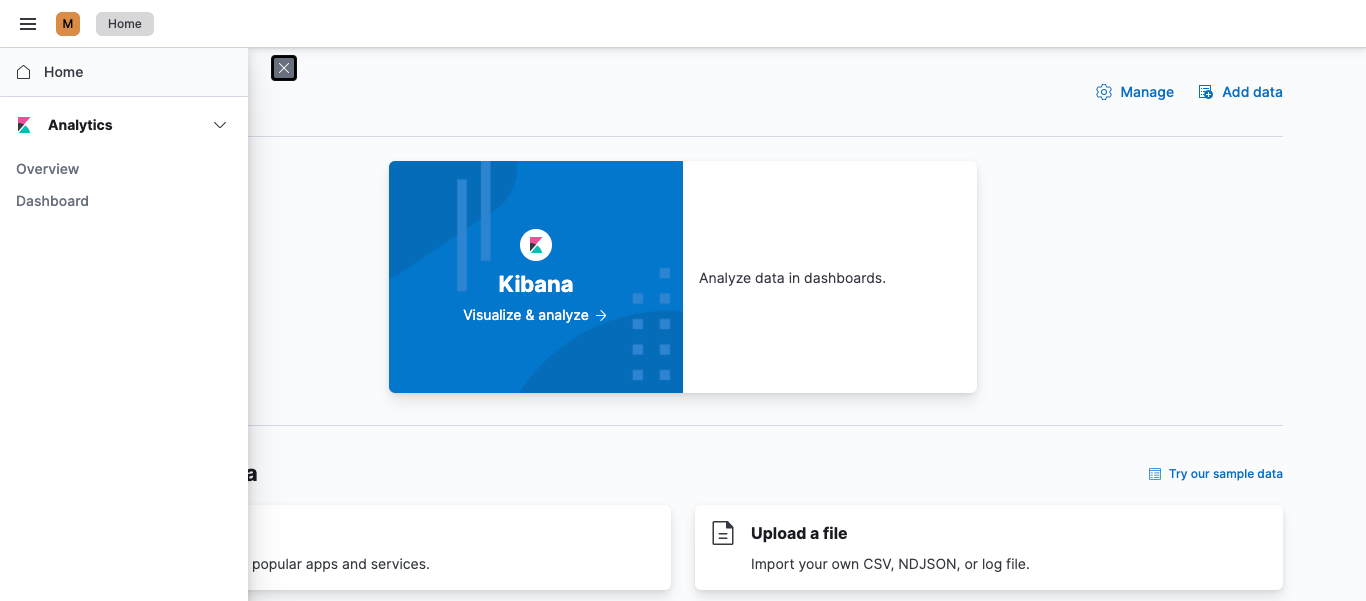 M
Home
Home
Manage
Add data
Analytics
Overview
Dashboard
Kibana
Visualize & analyze →
Analyze data in dashboards.
a
Try our sample data
Upload a file
popular apps and services.
Import your own CSV, NDJSON, or log file.